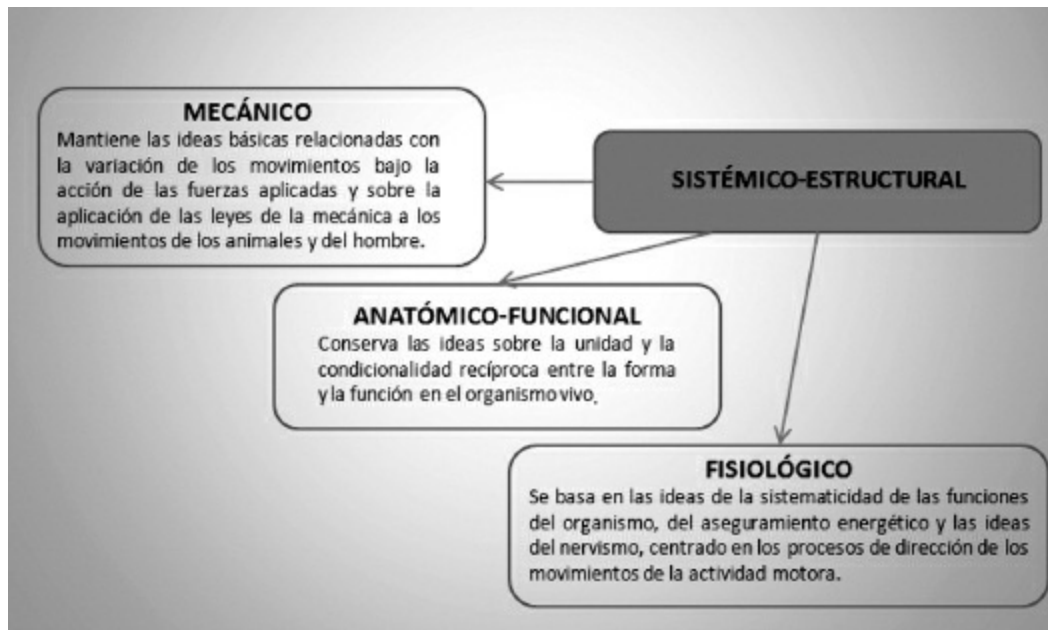 MECÁNICO
Mantiene las ideas básicas relacionadas con
la variación de los movimientos bajo la
acción de las fuerzas aplicadas y sobre la
aplicación de las leyes de la mecánica a los
movimientos de los animales y del hombre.
SISTÉMICO-ESTRUCTURAL
ANATÓMICO-FUNCIONAL
Conserva las ideas sobre la unidad y la
condicionalidad recíproca entre la forma
y la función en el organismo vivo.
FISIOLÓGICO
Se basa en las ideas de la sistematicidad de las funciones
del organismo, del aseguramiento energético y las ideas
del nervismo, centrado en los procesos de dirección de los
movimientos de la actividad motora.